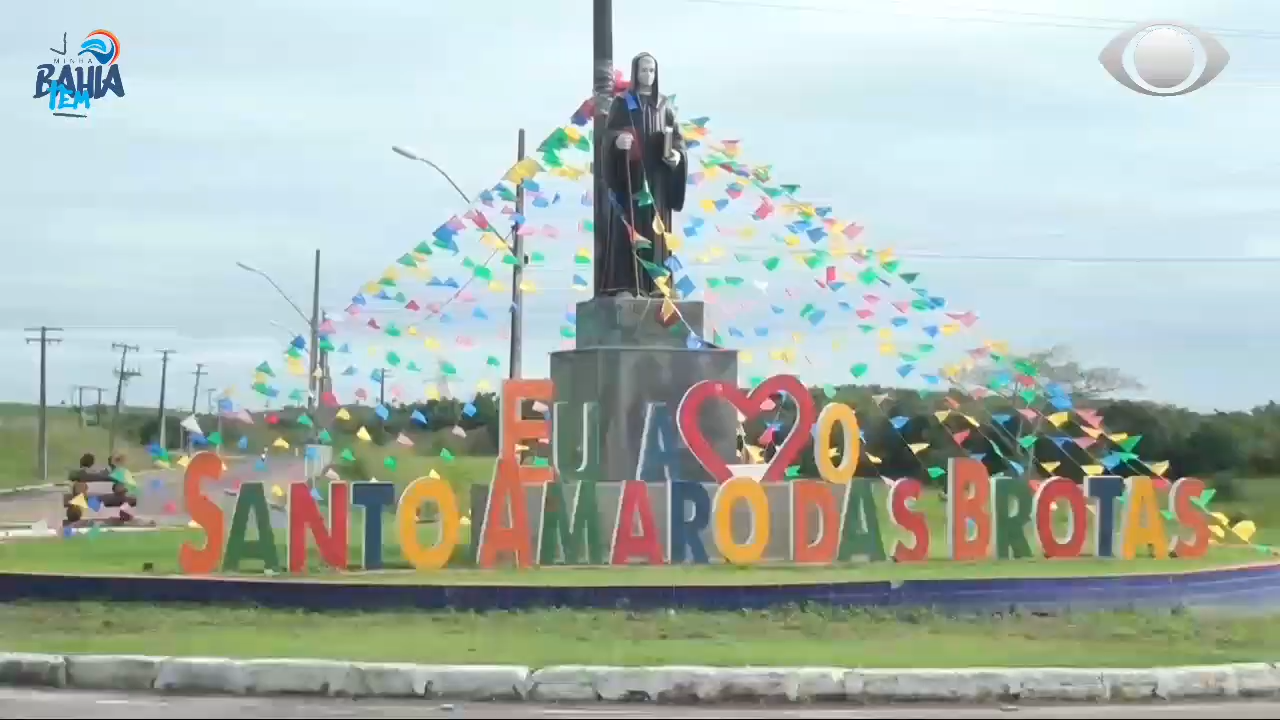 MINHA
BAHIA
TEM
EU AMO
SANTO AMARO DAS BROTAS